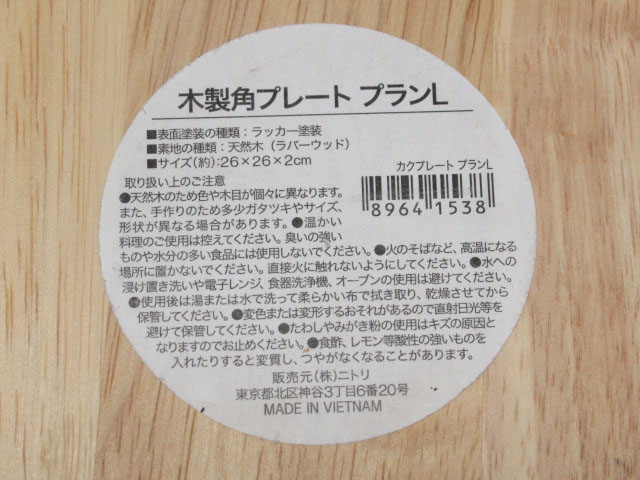 木製角プレート プランL
■表面塗装の種類：ラッカー塗装
■素地の種類：天然木（ラバーウッド）
■サイズ（約）：26×26×2cm
カクプレート プランL
8964 1538
取り扱い上のご注意
●天然木のため色や木目が個々に異なります。
また、手作りのため多少ガタツキやサイズ、
形状が異なる場合があります。●温かい
料理のご使用は控えてください。臭いの強い
ものや水分の多い食品には使用しないでください。●火のそばなど、高温になる
場所に置かないでください。直接火に触れないようにしてください。●水への
浸け置き洗いや電子レンジ、食器洗浄機、オーブンの使用は避けてください。
●使用後は湯または水で洗って柔らかい布で拭き取り、乾燥させてから
保管してください。●変色または変形するおそれがあるので直射日光等を
避けて保管してください。●たわしやみがき粉の使用はキズの原因と
なりますのでお止めください。●食酢、レモン等酸性の強いものを
入れたりすると変質し、つやがなくなることがあります。
販売元（株）ニトリ
東京都北区神谷3丁目6番20号
MADE IN VIETNAM